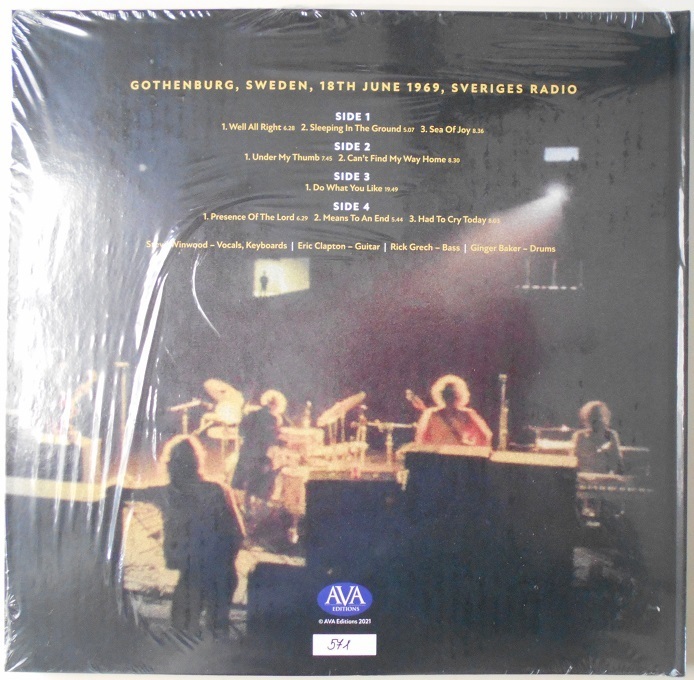 GOTHENBURG, SWEDEN, 18TH JUNE 1969, SVERIGES RADIO
SIDE 1
1. Well All Right 6.28 2. Sleeping In The Ground 5.07 3. Sea Of Joy 8.36
SIDE 2
1. Under My Thumb 7.45 2. Can't Find My Way Home 8.30
SIDE 3
1. Do What You Like 19.49
SIDE 4
1. Presence Of The Lord 6.29 2. Means To An End 5.44 3. Had To Cry Today
Winwood – Vocals, Keyboards | Eric Clapton – Guitar | Rick Grech – Bass | Ginger Baker – Drums
AVA
EDITIONS
© AVA Editions 2021
571